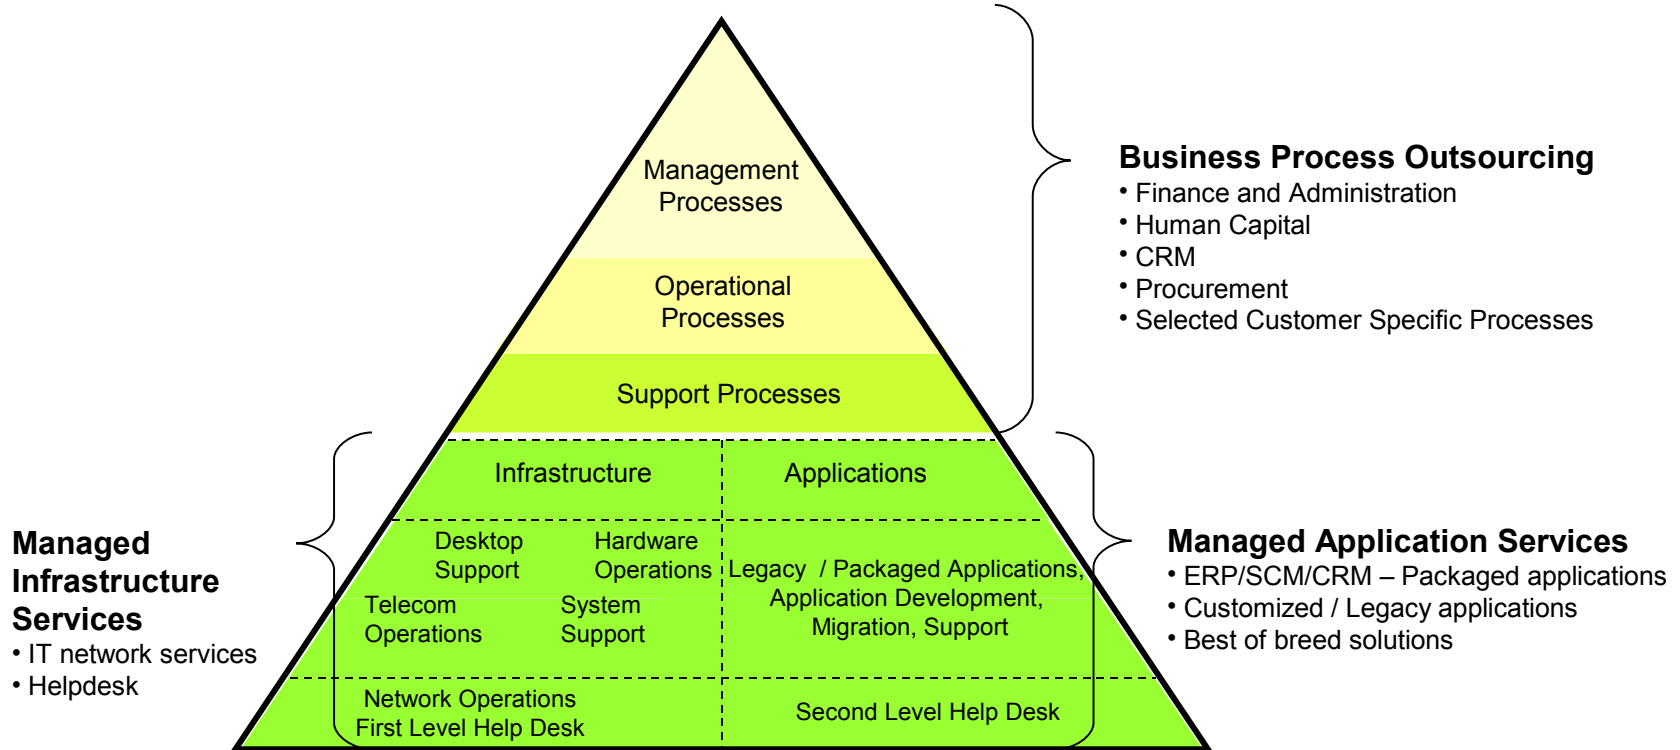 Management
Processes
Operational
Processes
Support Processes
Business Process Outsourcing
• Finance and Administration
• Human Capital
• CRM
• Procurement
• Selected Customer Specific Processes
Infrastructure
Applications
Desktop
Support
Hardware
Operations
Telecom
Operations
System
Support
Legacy / Packaged Applications,
Application Development,
Migration, Support
Network Operations
First Level Help Desk
Second Level Help Desk
Managed
Infrastructure
Services
• IT network services
• Helpdesk
Managed Application Services
• ERP/SCM/CRM – Packaged applications
• Customized / Legacy applications
• Best of breed solutions